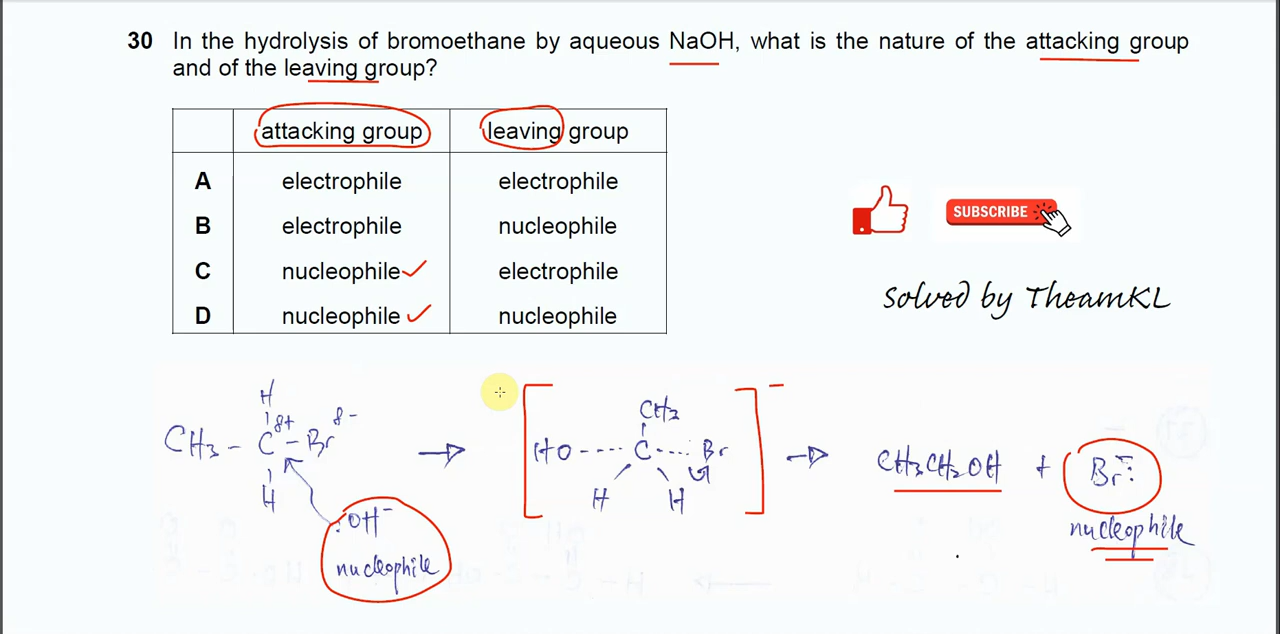 30 In the hydrolysis of bromoethane by aqueous NaOH, what is the nature of the attacking group
and of the leaving group?
attacking group leaving group
A electrophile electrophile
B electrophile nucleophile
C nucleophile electrophile
D nucleophile nucleophile
SUBSCRIBE
Solved by TheamKL
H
δ+ δ-
CH3 - C - Br
H
:OH-
nucleophile
CH3
HO ---- C ---- Br
H H
-
CH3CH2OH + Br:-
nucleophile